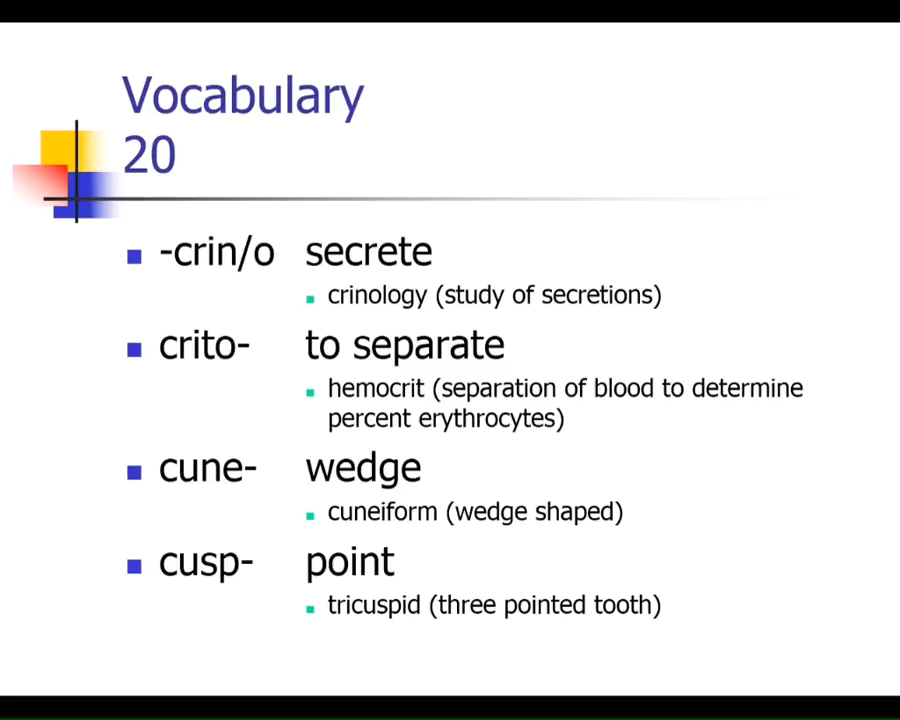 Vocabulary
20
-crin/o secrete
crinology (study of secretions)
crito- to separate
hemocrit (separation of blood to determine
percent erythrocytes)
cune- wedge
cuneiform (wedge shaped)
cusp- point
tricuspid (three pointed tooth)